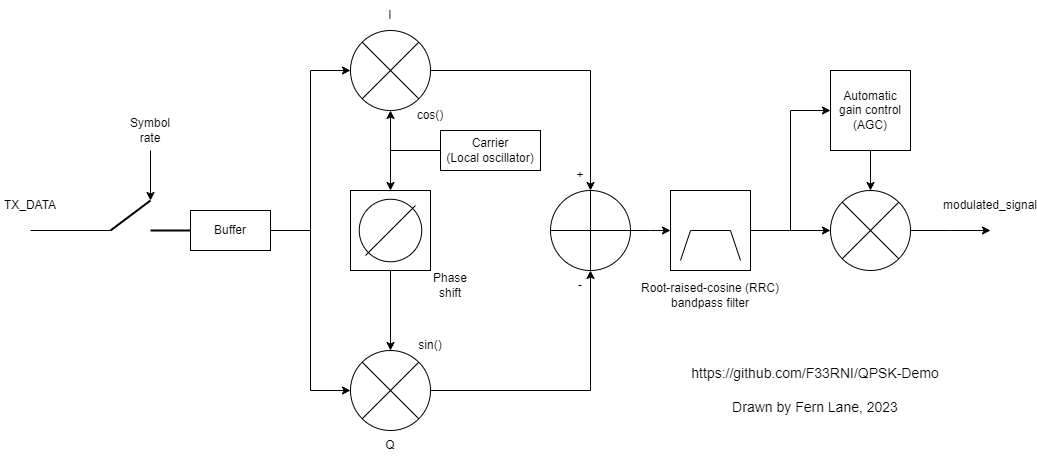 I
cos()
Carrier
(Local oscillator)
Automatic
gain control
(AGC)
Symbol
rate
+
TX_DATA
modulated_signal
Buffer
Phase
shift
-
Root-raised-cosine (RRC)
bandpass filter
sin()
Q
https://github.com/F33RNI/QPSK-Demo
Drawn by Fern Lane, 2023